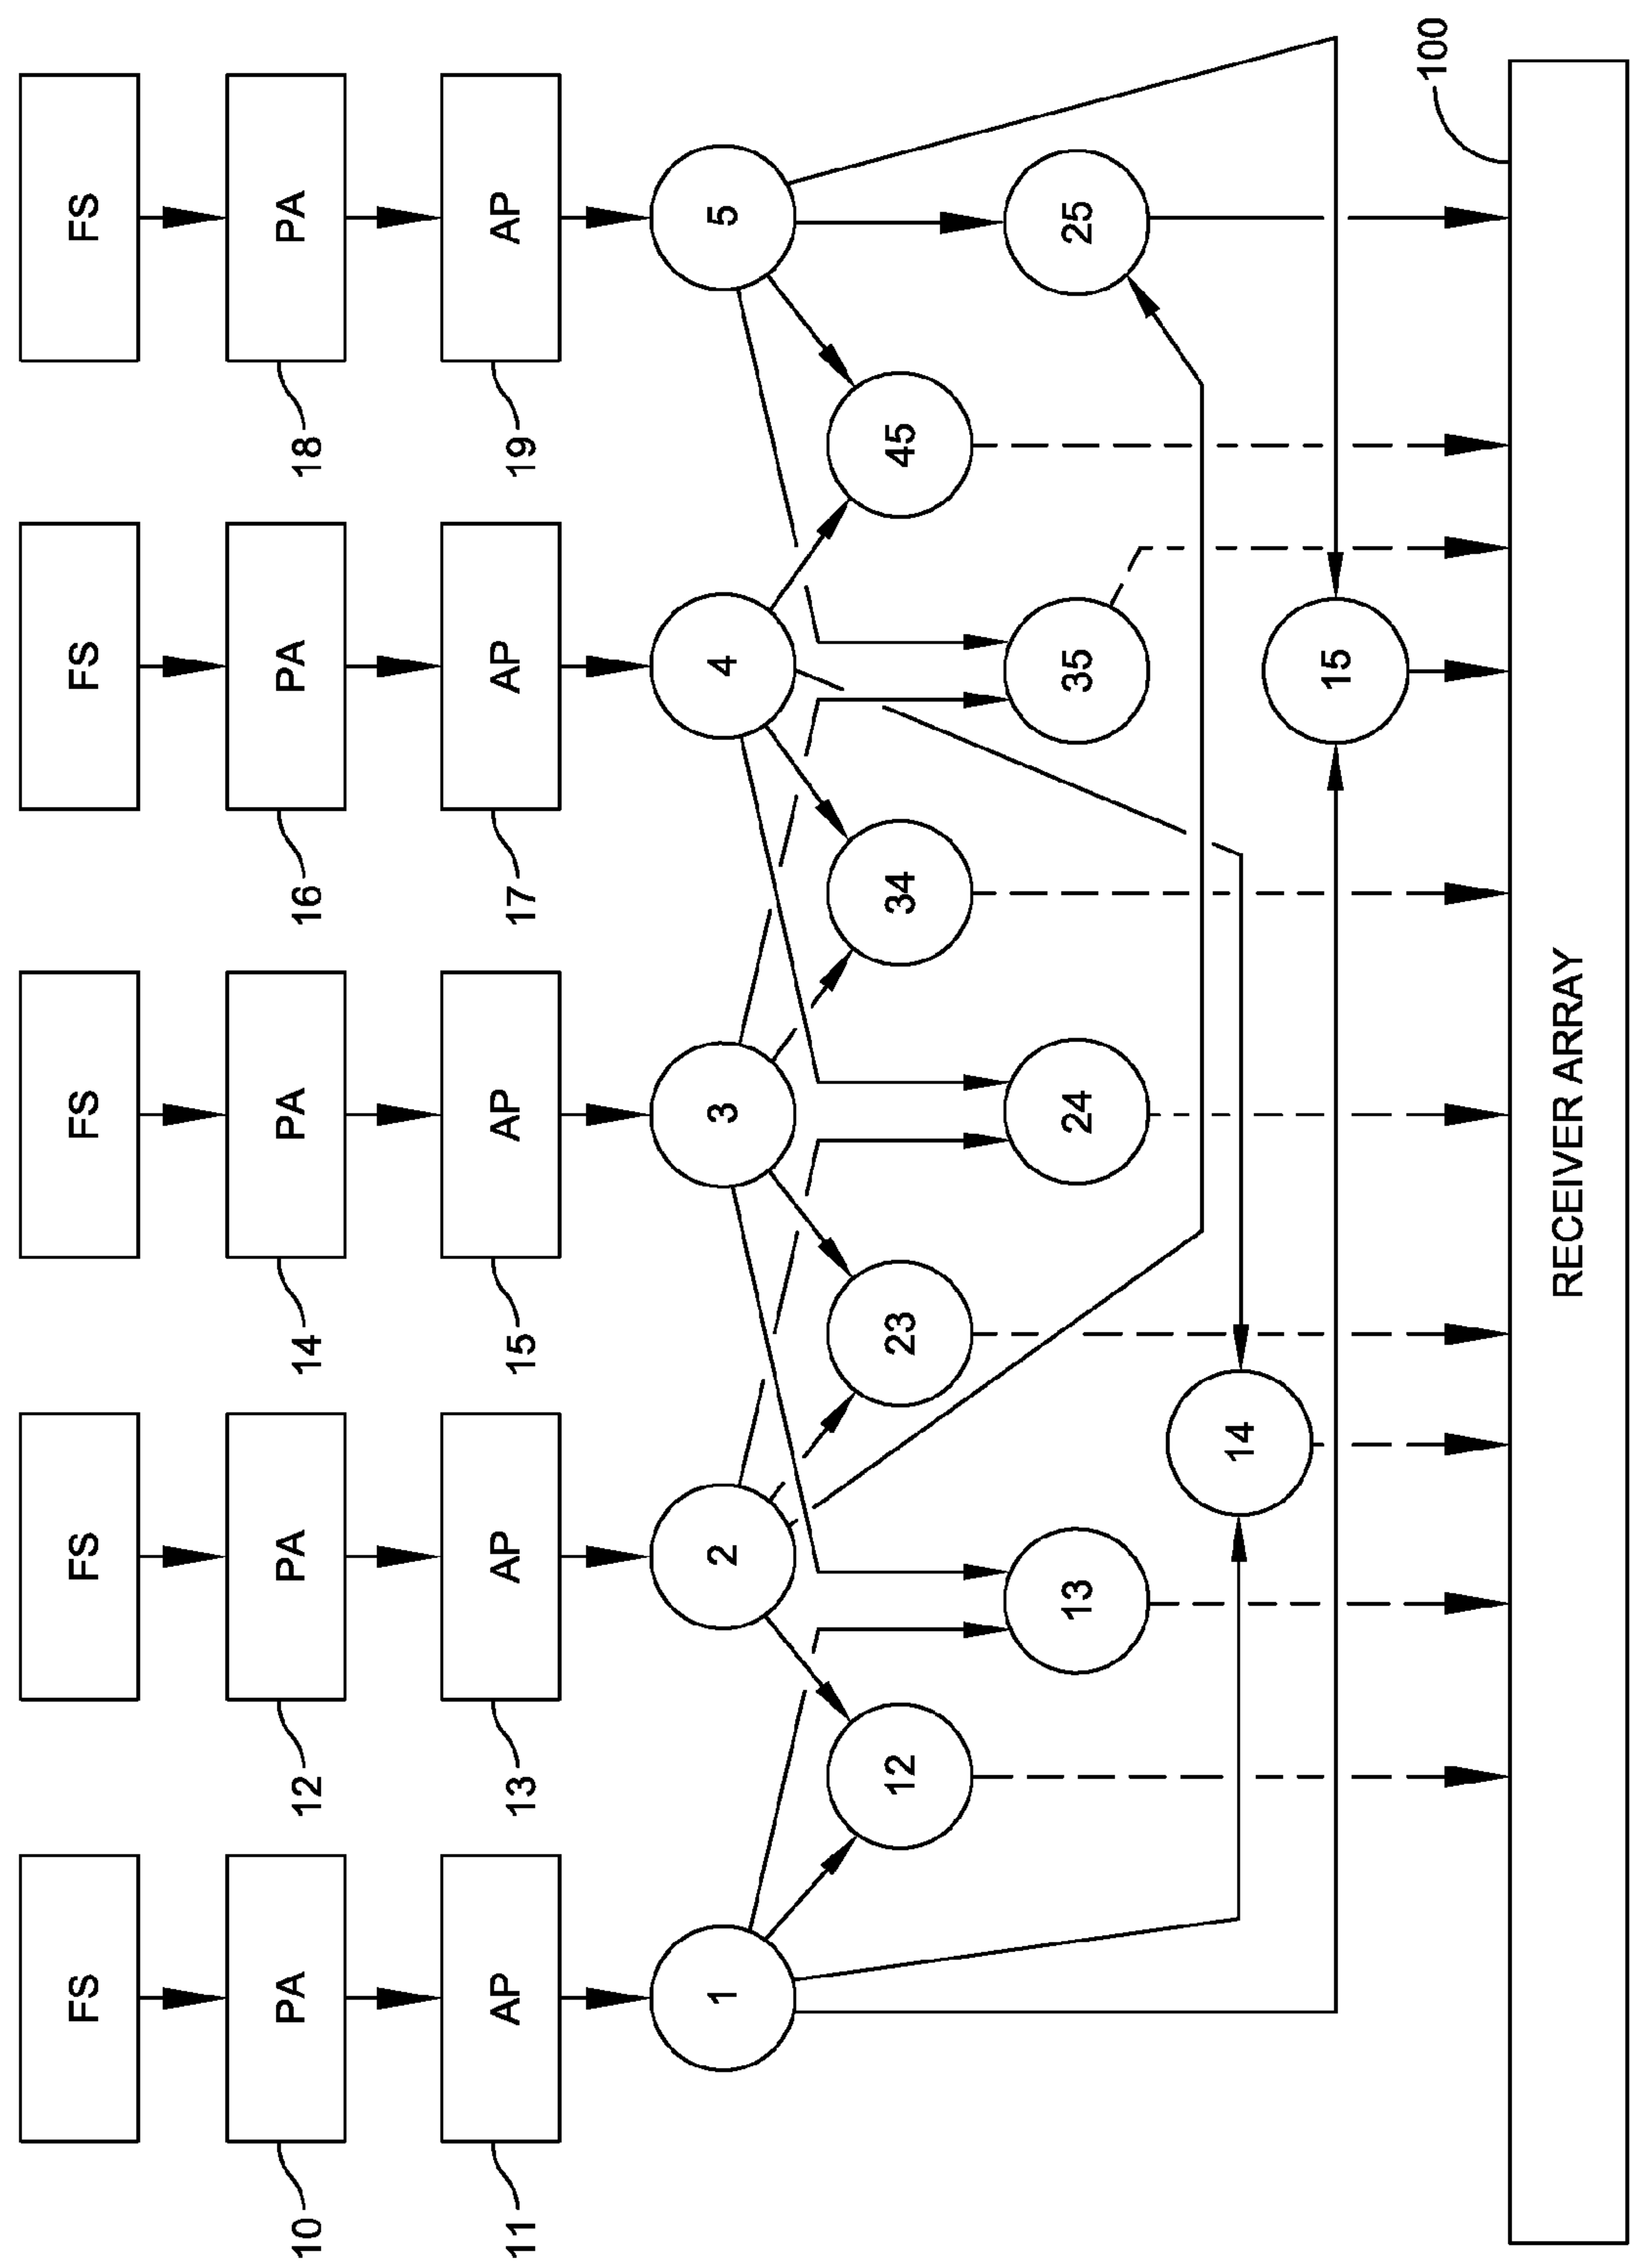 FS FS FS FS FS
PA PA PA PA PA
10 12 14 16 18
AP AP AP AP AP
11 13 15 17 19
1 2 3 4 5
12 23 34 45
13 24 35 25
14
15
100
RECEIVER ARRAY